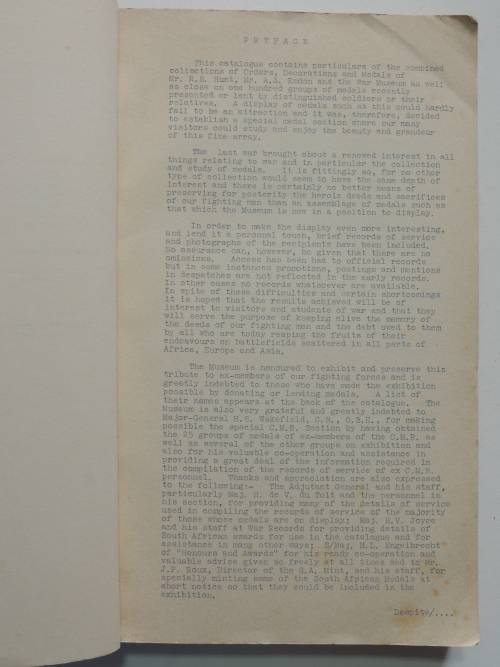 PREFACE
This catalogue contains particulars of the combined
collections of Orders, Decorations and Medals of
Mr. R.E. Hunt, Mr. A.A. and the War Museum as well
as close on one hundred groups of medals recently
presented or lent by distinguished soldiers or their
relatives. A display of medals such as this could hardly
fail to be an attraction and it was, therefore, decided
to establish a special medal section where our many
visitors could study and enjoy the beauty and grandeur
of this fine array.
The last war brought about a renewed interest in all
things relating to war and in particular the collection
and study of medals. It is fittingly so, for no other
type of collection would seem to have the same depth of
interest and there is certainly no better means of
preserving for posterity the heroic deeds and sacrifices
of our fighting men than an assemblage of medals such as
that which the Museum is now in a position to display.
In order to make the display even more interesting,
and lend it a personal touch, brief records of service
and photographs of the recipients have been included.
No assurance can, however, be given that there are no
omissions. Access has been had to official records
but in some instances promotions, postings and mentions
in despatches are not reflected in the early records.
In other cases no records whatsoever are available.
In spite of these difficulties and certain shortcomings
it is hoped that the results achieved will be of
interest to visitors and students of war and that they
will serve the purpose of keeping alive the memory of
the deeds of our fighting men and the debt owed to them
by all who are today reaping the fruits of their
endeavours on battlefields scattered in all parts of
Africa, Europe and Asia.
The Museum is honoured to exhibit and preserve this
tribute to ex-members of our fighting forces and is
greatly indebted to those who have made the exhibition
possible by donating or lending medals. A list of
their names appears at the back of the catalogue. The
Museum is also very grateful and greatly indebted to
Major-General H.S. Wakefield, C.B., C.B.E., for making
possible the special C.M.R. Section by having obtained
the 25 groups of medals of ex-members of the C.M.R. as
well as several of the other groups on exhibition and
also for his valuable co-operation and assistance in
providing a great deal of the information required in
the compilation of the records of service of ex C.M.R.
personnel. Thanks and appreciation are also expressed
to the following:- The Adjutant General and his staff,
particularly Maj. H. de V. du Toit and the personnel in
his section, for providing many of the details of service
used in compiling the records of service of the majority
of those whose medals are on display; Maj. H.V. Joyce
and his staff at War Records for providing details of
South African awards for use in the catalogue and for
assistance in many other ways; S/Maj. H.L. Engelbrecht
of "Honours and Awards" for his ready co-operation and
valuable advice given so freely at all times and to Mr.
J.P. Roux, Director of the S.A. Mint, and his staff, for
specially minting some of the South African Medals at
short notice so that they could be included in the
exhibition.
Despite/....